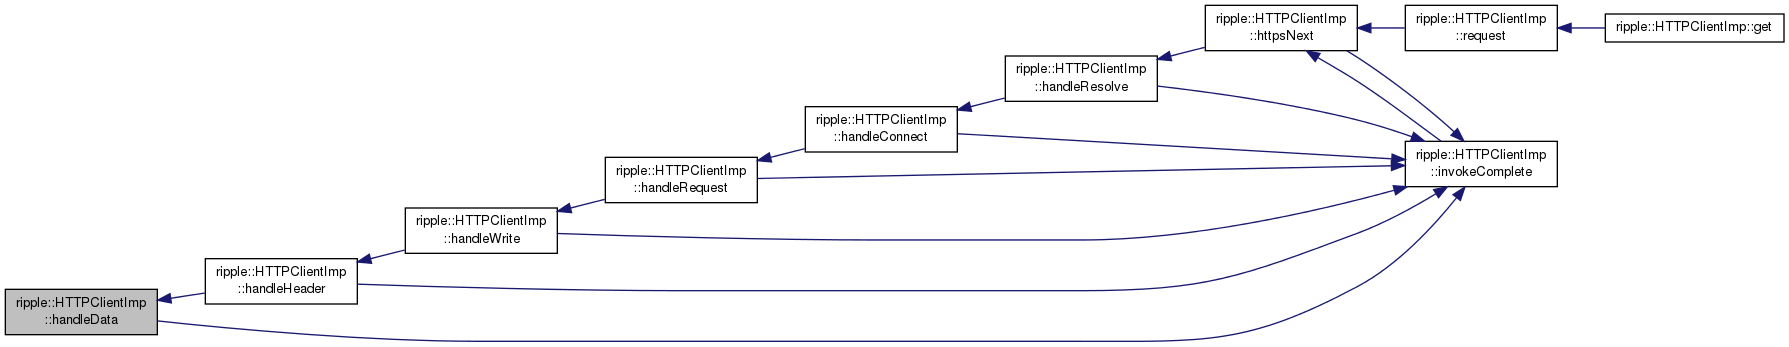 ripple::HTTPClientImp
::httpsNext
ripple::HTTPClientImp
::request
ripple::HTTPClientImp::get
ripple::HTTPClientImp
::handleResolve
ripple::HTTPClientImp
::handleConnect
ripple::HTTPClientImp
::invokeComplete
ripple::HTTPClientImp
::handleRequest
ripple::HTTPClientImp
::handleWrite
ripple::HTTPClientImp
::handleHeader
ripple::HTTPClientImp
::handleData